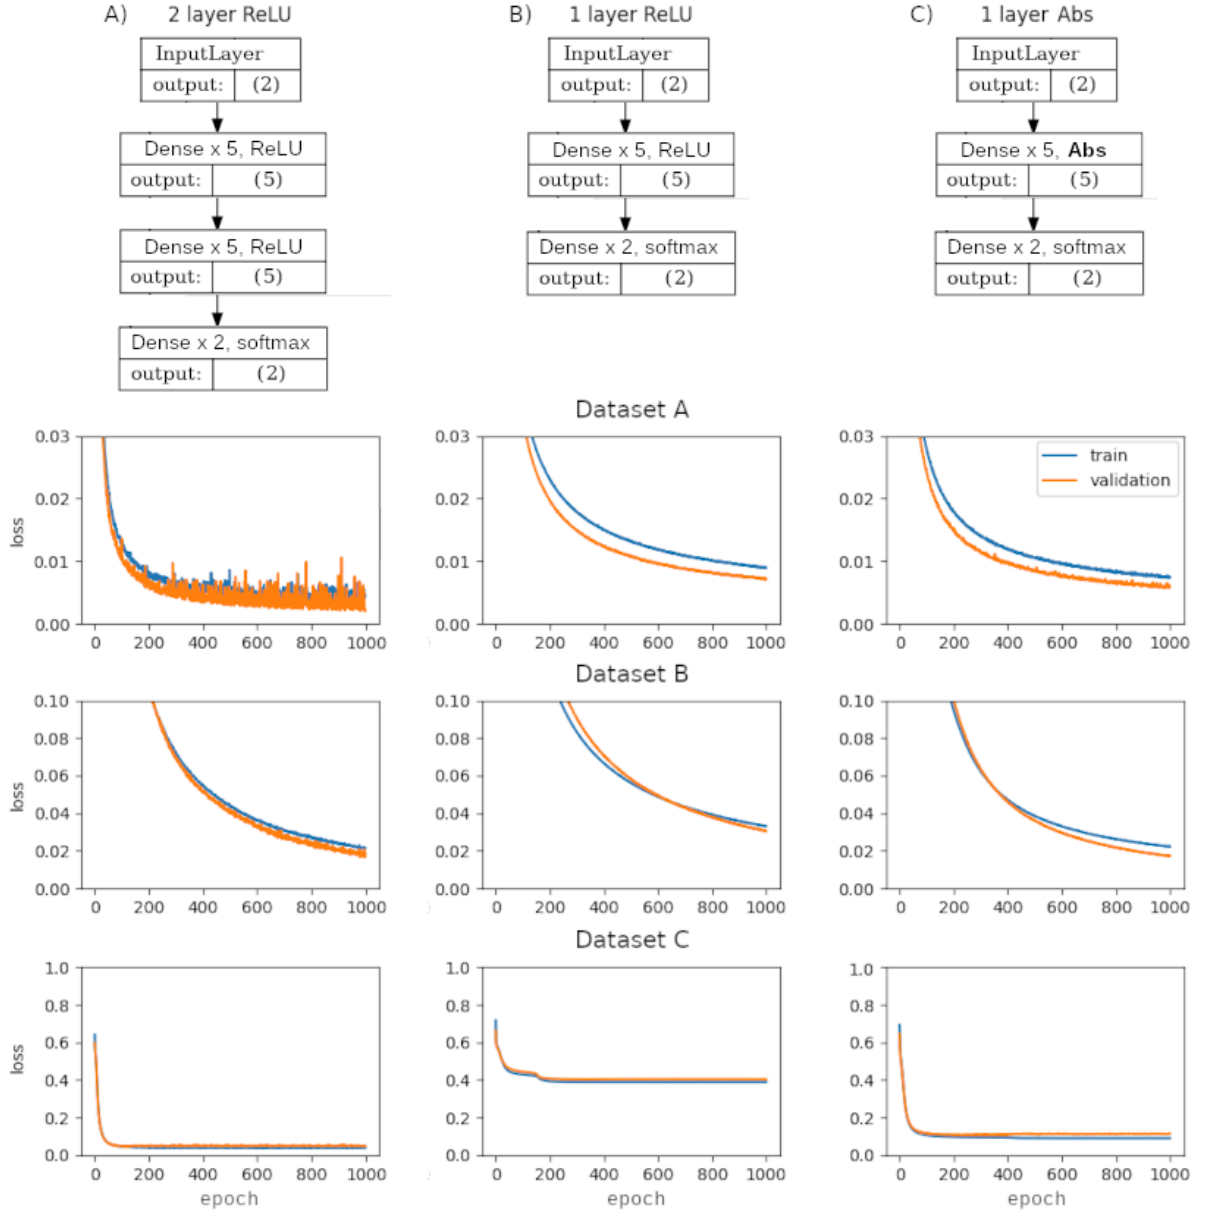 A) 2 layer ReLU
B) 1 layer ReLU
C) 1 layer Abs
InputLayer
output: (2)
Dense x 5, ReLU
output: (5)
Dense x 5, ReLU
output: (5)
Dense x 2, softmax
output: (2)
InputLayer
output: (2)
Dense x 5, ReLU
output: (5)
Dense x 2, softmax
output: (2)
InputLayer
output: (2)
Dense x 5, Abs
output: (5)
Dense x 2, softmax
output: (2)
Dataset A
loss
0.03
0.02
0.01
0.00
0 200 400 600 800 1000
0.03
0.02
0.01
0.00
0 200 400 600 800 1000
0.03
0.02
0.01
0.00
0 200 400 600 800 1000
train
validation
Dataset B
loss
0.10
0.08
0.06
0.04
0.02
0.00
0 200 400 600 800 1000
0.10
0.08
0.06
0.04
0.02
0.00
0 200 400 600 800 1000
0.10
0.08
0.06
0.04
0.02
0.00
0 200 400 600 800 1000
Dataset C
loss
1.0
0.8
0.6
0.4
0.2
0.0
0 200 400 600 800 1000
epoch
1.0
0.8
0.6
0.4
0.2
0.0
0 200 400 600 800 1000
epoch
1.0
0.8
0.6
0.4
0.2
0.0
0 200 400 600 800 1000
epoch